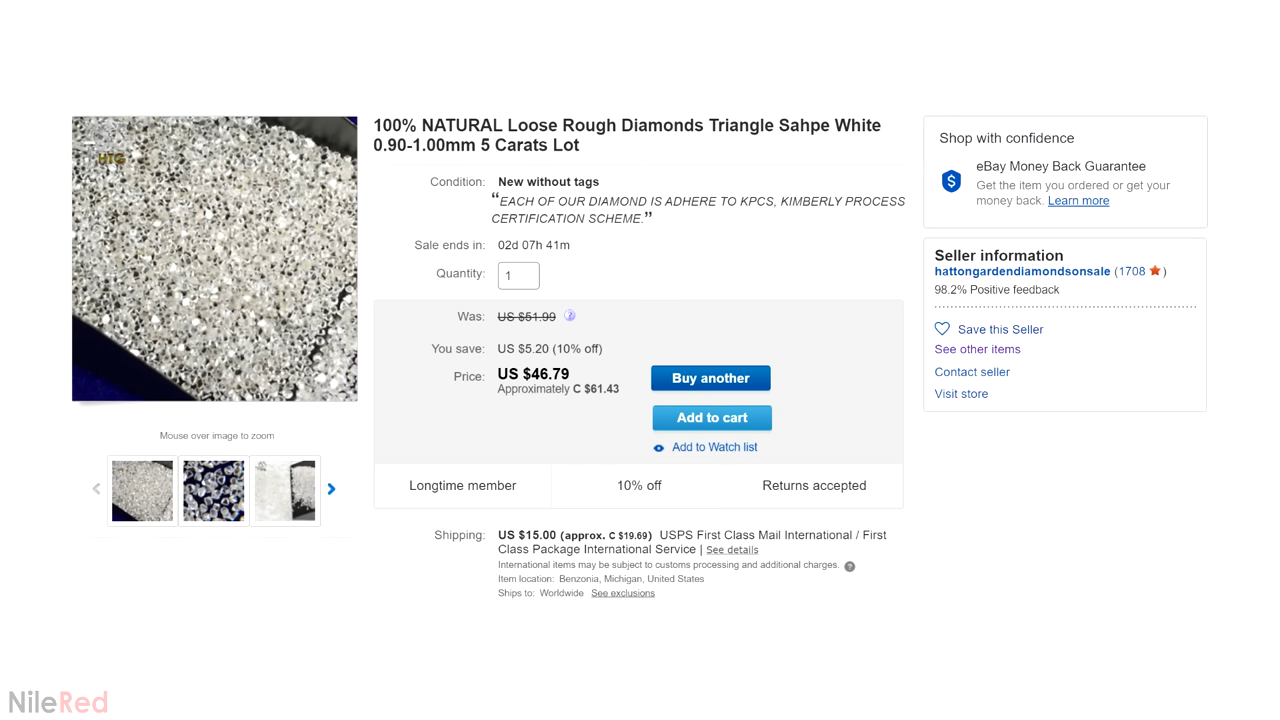 HTG
100% NATURAL Loose Rough Diamonds Triangle Sahpe White
0.90-1.00mm 5 Carats Lot
Condition: New without tags
“EACH OF OUR DIAMOND IS ADHERE TO KPCS, KIMBERLY PROCESS
CERTIFICATION SCHEME.”
Sale ends in: 02d 07h 41m
Quantity: 1
Was: US $51.99
You save: US $5.20 (10% off)
Price: US $46.79
Approximately C $61.43
Buy another
Add to cart
Add to Watch list
Longtime member 10% off Returns accepted
Shipping: US $15.00 (approx. C $19.69) USPS First Class Mail International / First
Class Package International Service | See details
International items may be subject to customs processing and additional charges. ?
Item location: Benzonia, Michigan, United States
Ships to: Worldwide See exclusions
Mouse over image to zoom
Shop with confidence
eBay Money Back Guarantee
Get the item you ordered or get your
money back. Learn more
Seller information
hattongardendiamondsonsale (1708 )
98.2% Positive feedback
Save this Seller
See other items
Contact seller
Visit store
NileRed